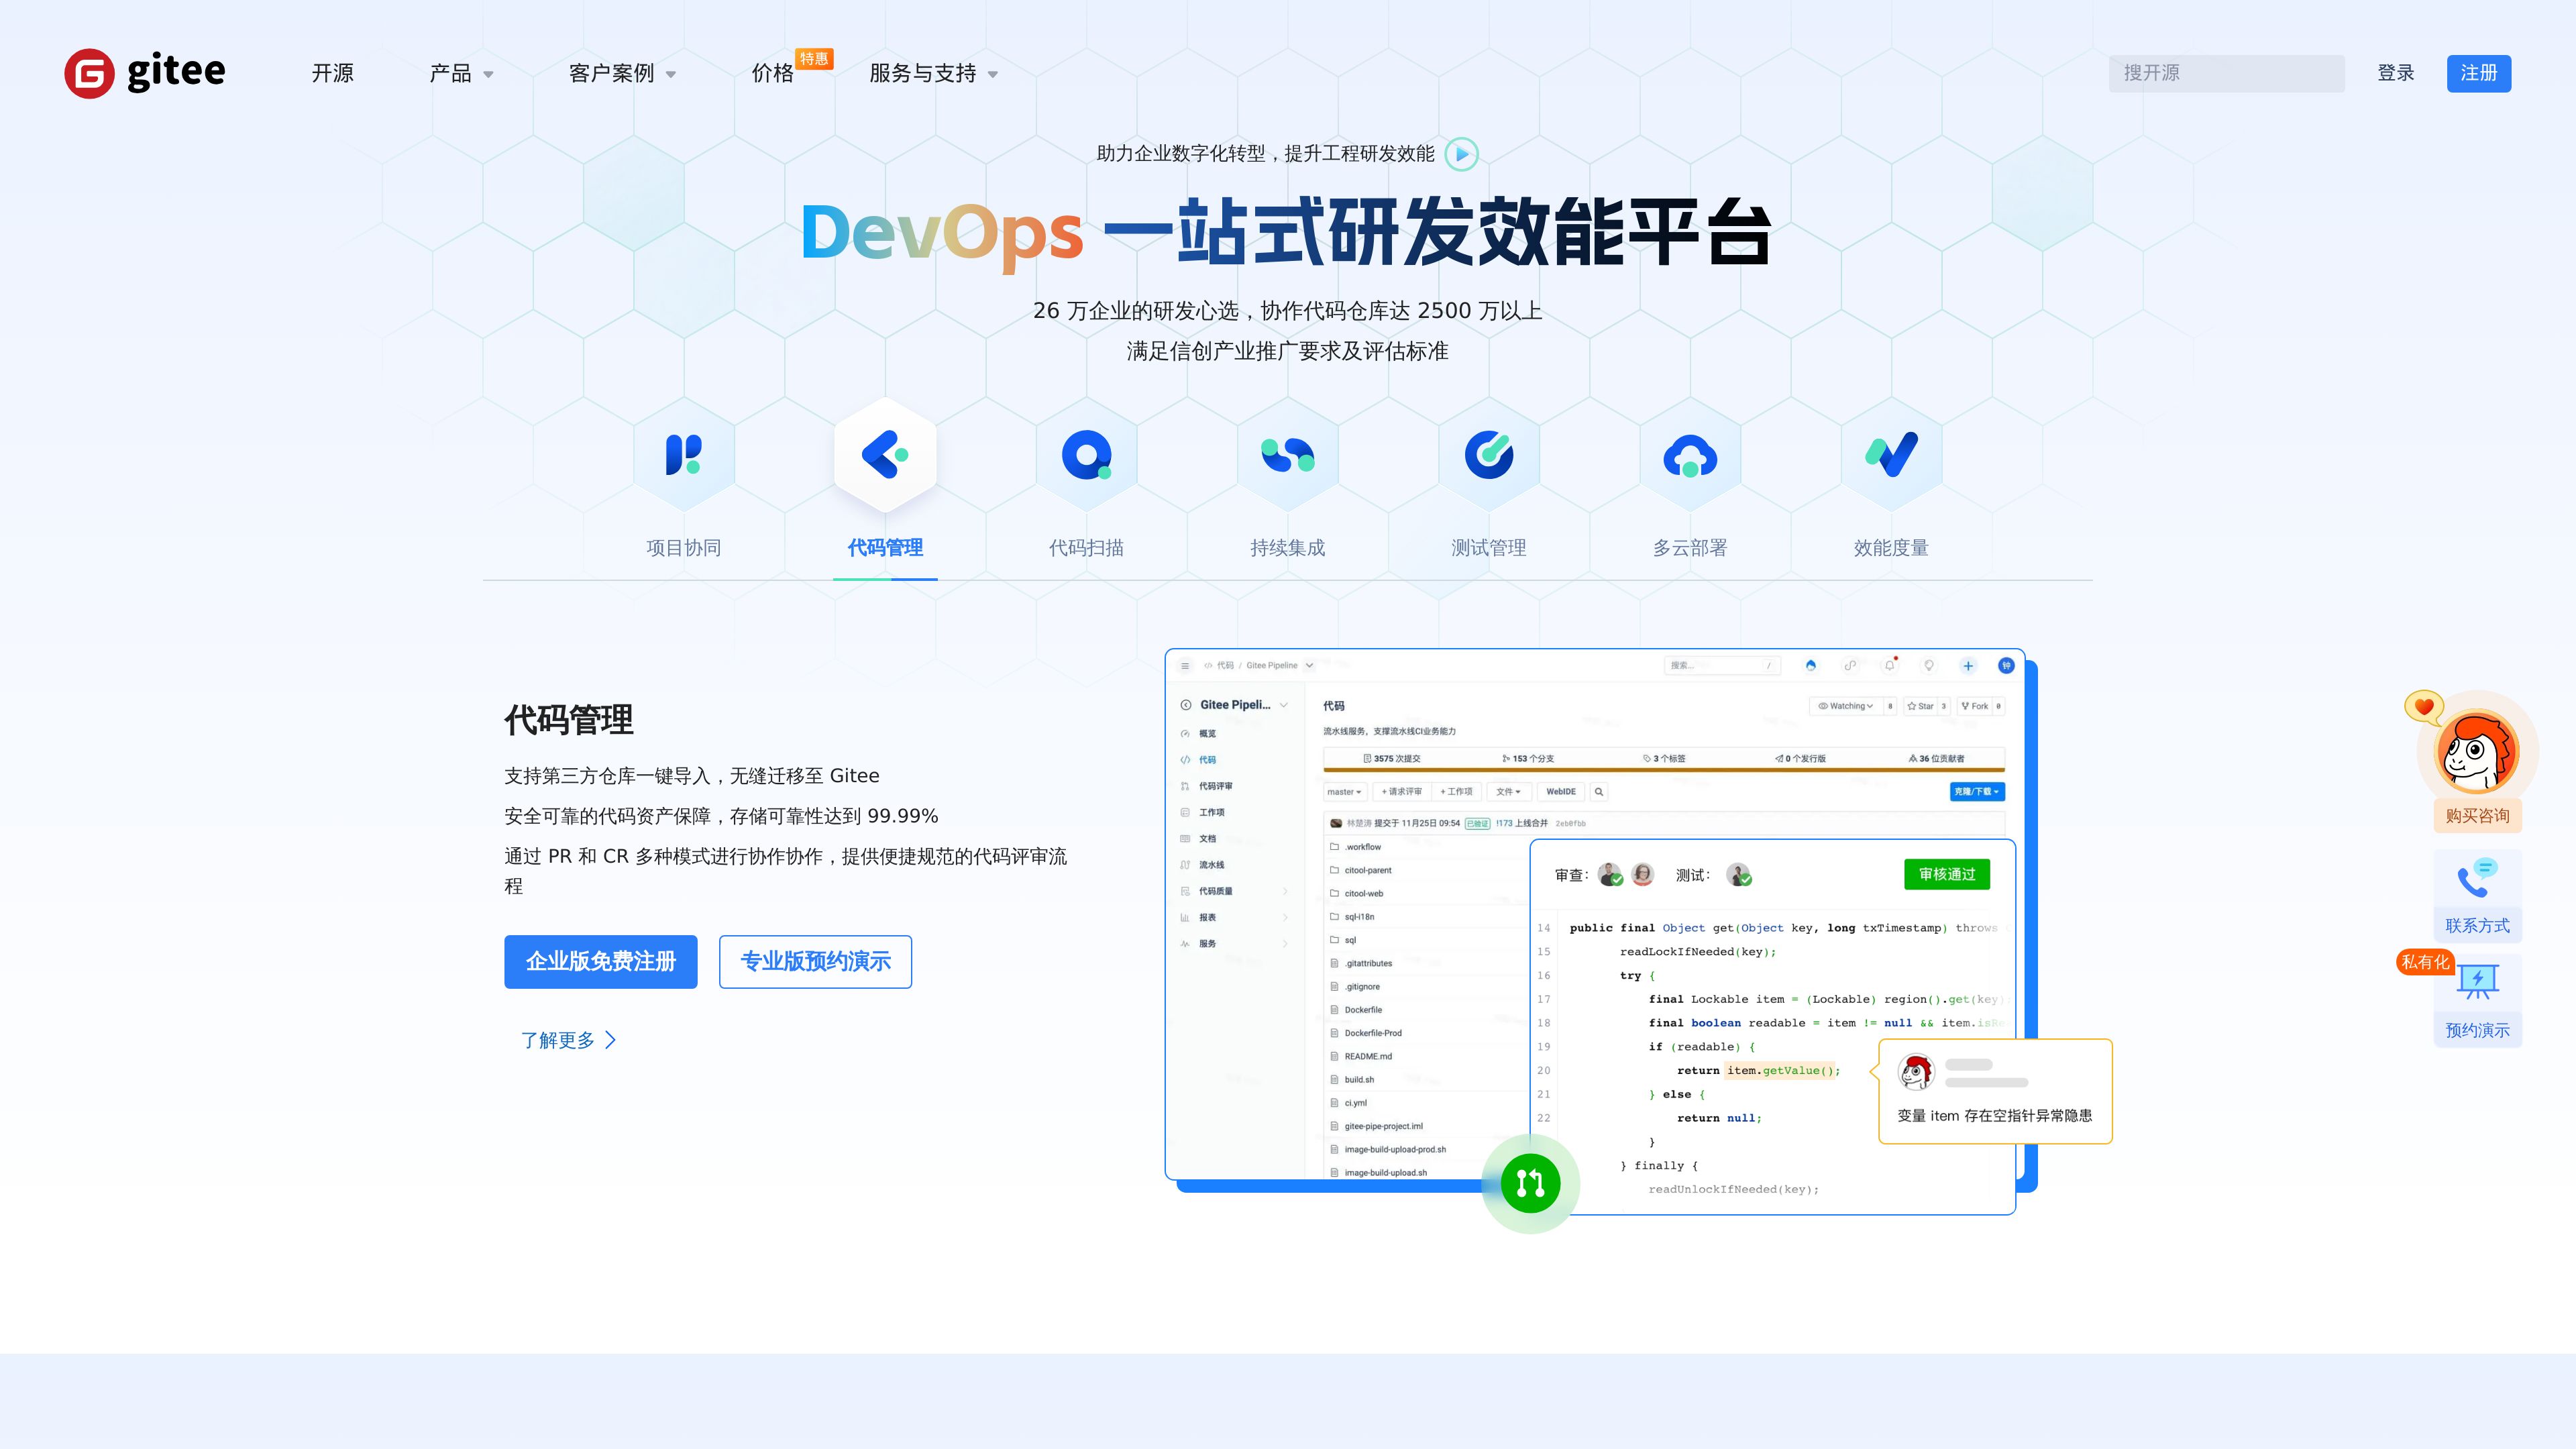 gitee
开源
产品
客户案例
价格
特惠
服务与支持
搜开源
登录
注册
助力企业数字化转型，提升工程研发效能
DevOps 一站式研发效能平台
26 万企业的研发心选，协作代码仓库达 2500 万以上
满足信创产业推广要求及评估标准
项目协同
代码管理
代码扫描
持续集成
测试管理
多云部署
效能度量
代码管理
支持第三方仓库一键导入，无缝迁移至 Gitee
安全可靠的代码资产保障，存储可靠性达到 99.99%
通过 PR 和 CR 多种模式进行协作协作，提供便捷规范的代码评审流
程
企业版免费注册
专业版预约演示
了解更多
</> 代码 / Gitee Pipeline
搜索... /
钟
Gitee Pipeli...
概览
代码
代码评审
工作项
文档
流水线
代码质量
报表
服务
代码
Watching 8
Star 3
Fork 0
流水线服务，支撑流水线CI业务能力
3575 次提交
153 个分支
3 个标签
0 个发行版
36 位贡献者
master
+ 请求评审
+ 工作项
文件
WebIDE
克隆/下载
林楚涛 提交于 11月25日 09:54 已验证 !173 上线合并 2eb0fbb
.workflow
citool-parent
citool-web
sql-i18n
sql
.gitattributes
.gitignore
Dockerfile
Dockerfile-Prod
README.md
build.sh
ci.yml
gitee-pipe-project.iml
image-build-upload-prod.sh
image-build-upload.sh
审查：
测试：
审核通过
14 public final Object get(Object key, long txTimestamp) throws
15 readLockIfNeeded(key);
16 try {
17 final Lockable item = (Lockable) region().get(key)
18 final boolean readable = item != null && item.isRe
19 if (readable) {
20 return item.getValue();
21 } else {
22 return null;
}
} finally {
readUnlockIfNeeded(key);
变量 item 存在空指针异常隐患
购买咨询
联系方式
私有化
预约演示